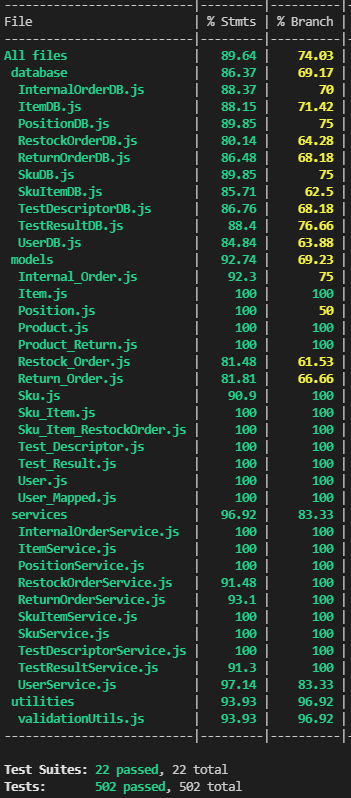 --------------------------|---------|----------|
File                      | % Stmts | % Branch |
--------------------------|---------|----------|
All files                 |   89.64 |    74.03 |
 database                 |   86.37 |    69.17 |
  InternalOrderDB.js      |   88.37 |       70 |
  ItemDB.js               |   88.15 |    71.42 |
  PositionDB.js           |   89.85 |       75 |
  RestockOrderDB.js       |   80.14 |    64.28 |
  ReturnOrderDB.js        |   86.48 |    68.18 |
  SkuDB.js                |   89.85 |       75 |
  SkuItemDB.js            |   85.71 |     62.5 |
  TestDescriptorDB.js     |   86.76 |    68.18 |
  TestResultDB.js         |    88.4 |    76.66 |
  UserDB.js               |   84.84 |    63.88 |
 models                   |   92.74 |    69.23 |
  Internal_Order.js       |    92.3 |       75 |
  Item.js                 |     100 |      100 |
  Position.js             |     100 |       50 |
  Product.js              |     100 |      100 |
  Product_Return.js       |     100 |      100 |
  Restock_Order.js        |   81.48 |    61.53 |
  Return_Order.js         |   81.81 |    66.66 |
  Sku.js                  |    90.9 |      100 |
  Sku_Item.js             |     100 |      100 |
  Sku_Item_RestockOrder.js |     100 |      100 |
  Test_Descriptor.js      |     100 |      100 |
  Test_Result.js          |     100 |      100 |
  User.js                 |     100 |      100 |
  User_Mapped.js          |     100 |      100 |
 services                 |   96.92 |    83.33 |
  InternalOrderService.js |     100 |      100 |
  ItemService.js          |     100 |      100 |
  PositionService.js      |     100 |      100 |
  RestockOrderService.js  |   91.48 |      100 |
  ReturnOrderService.js   |    93.1 |      100 |
  SkuItemService.js       |     100 |      100 |
  SkuService.js           |     100 |      100 |
  TestDescriptorService.js |     100 |      100 |
  TestResultService.js    |    91.3 |      100 |
  UserService.js          |   97.14 |    83.33 |
 utilities                |   93.93 |    96.92 |
  validationUtils.js      |   93.93 |    96.92 |
--------------------------|---------|----------|
Test Suites: 22 passed, 22 total
Tests:       502 passed, 502 total